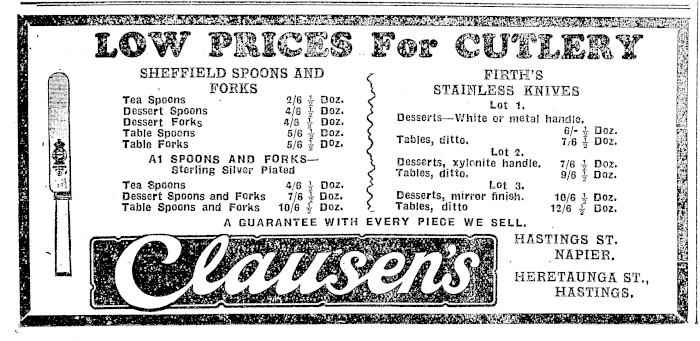 LOW PRICES For CUTLERY
SHEFFIELD SPOONS AND
FORKS
Tea Spoons 2/6 ½ Doz.
Dessert Spoons 4/6 ½ Doz.
Dessert Forks 4/6 ½ Doz.
Table Spoons 5/6 ½ Doz.
Table Forks 5/6 ½ Doz.
A1 SPOONS AND FORKS—
Sterling Silver Plated
Tea Spoons 4/6 ½ Doz.
Dessert Spoons and Forks 7/6 ½ Doz.
Table Spoons and Forks 10/6 ½ Doz.
FIRTH'S
STAINLESS KNIVES
Lot 1.
Desserts—White or metal handle.
6/- ½ Doz.
Tables, ditto. 7/6 ½ Doz.
Lot 2.
Desserts, xylonite handle. 7/6 ½ Doz.
Tables, ditto. 9/6 ½ Doz.
Lot 3.
Desserts, mirror finish. 10/6 ½ Doz.
Tables, ditto 12/6 ½ Doz.
A GUARANTEE WITH EVERY PIECE WE SELL.
Clausen's
HASTINGS ST.
NAPIER.
HERETAUNGA ST.,
HASTINGS.